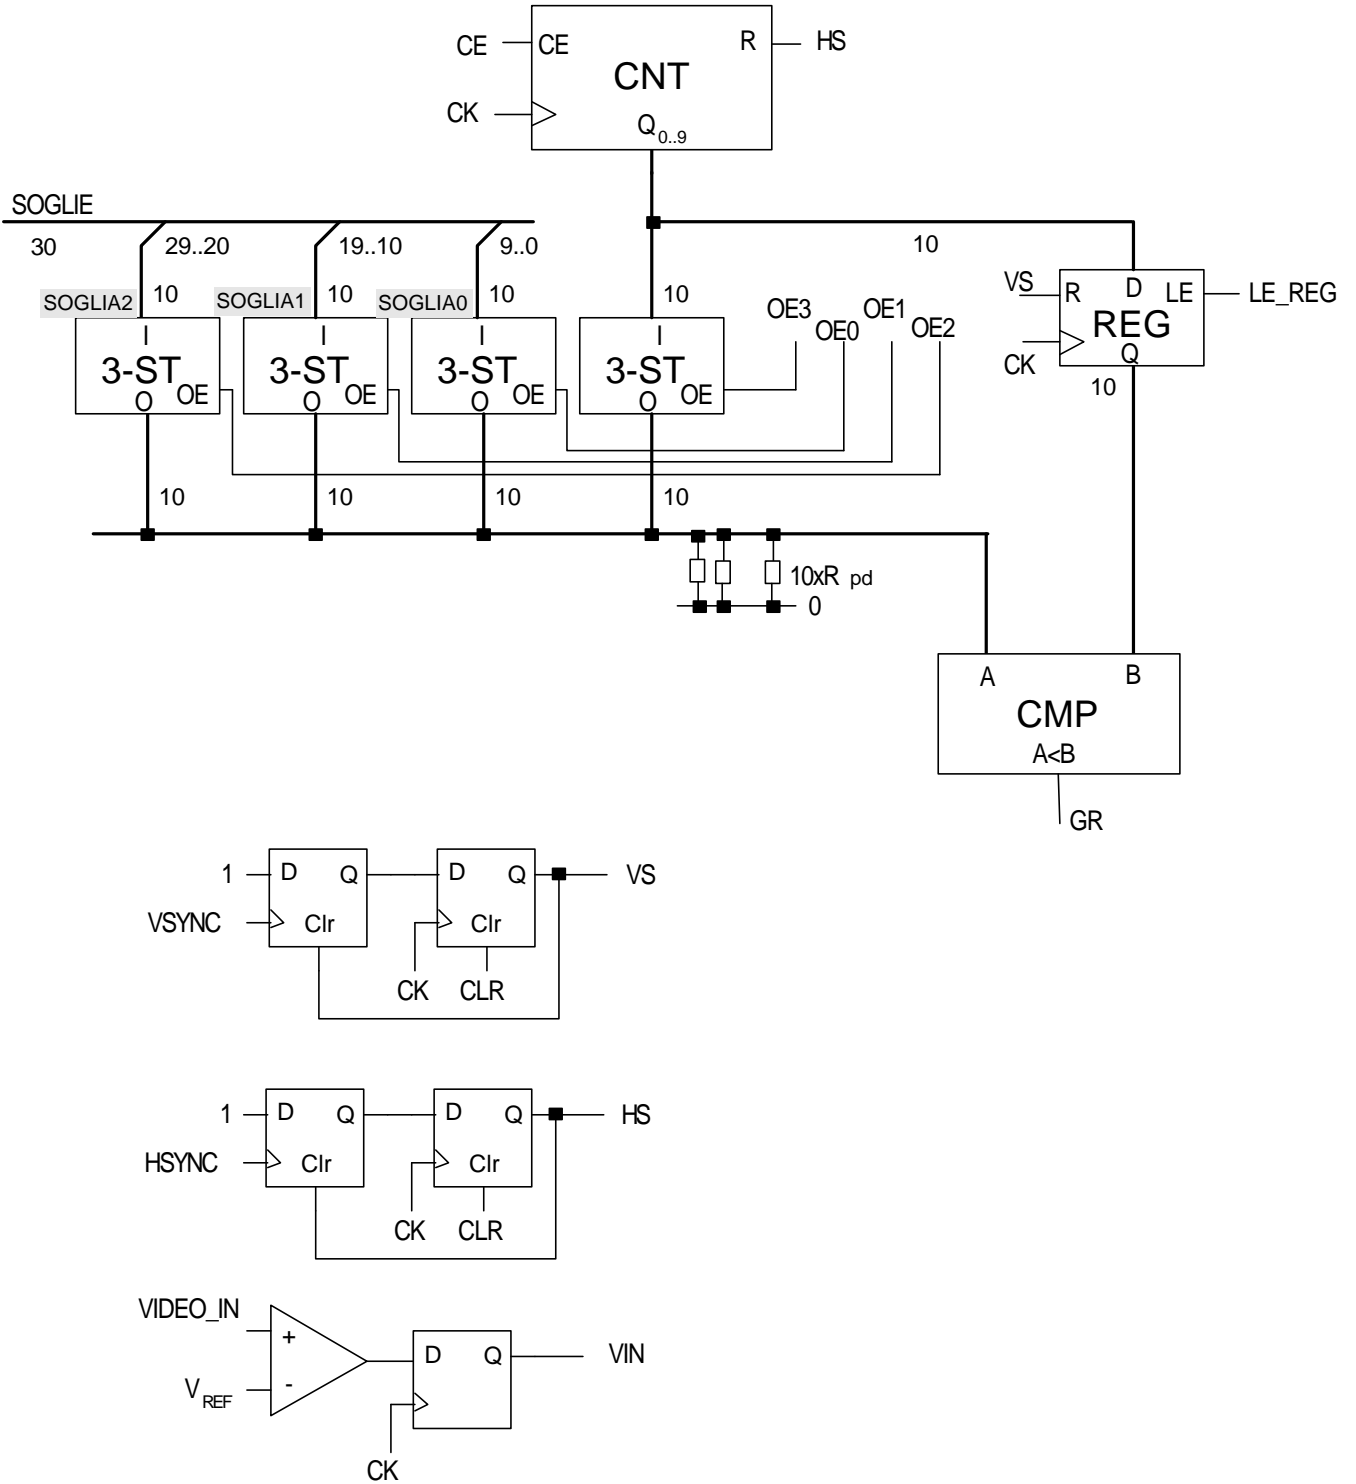 CE CE R HS
CNT
CK
Q0..9
SOGLIE
30 29..20 19..10 9..0 10
SOGLIA2 10 SOGLIA1 10 SOGLIA0 10 10
VS R D LE LE_REG
REG
CK Q
10
OE3 OE0 OE1 OE2
I I I I
3-ST 3-ST 3-ST 3-ST
O OE O OE O OE O OE
10 10 10 10
10xR pd
0
A B
CMP
A<B
GR
1 D Q D Q VS
VSYNC Clr Clr
CK CLR
1 D Q D Q HS
HSYNC Clr Clr
CK CLR
VIDEO_IN
+
D Q VIN
-
VREF
CK